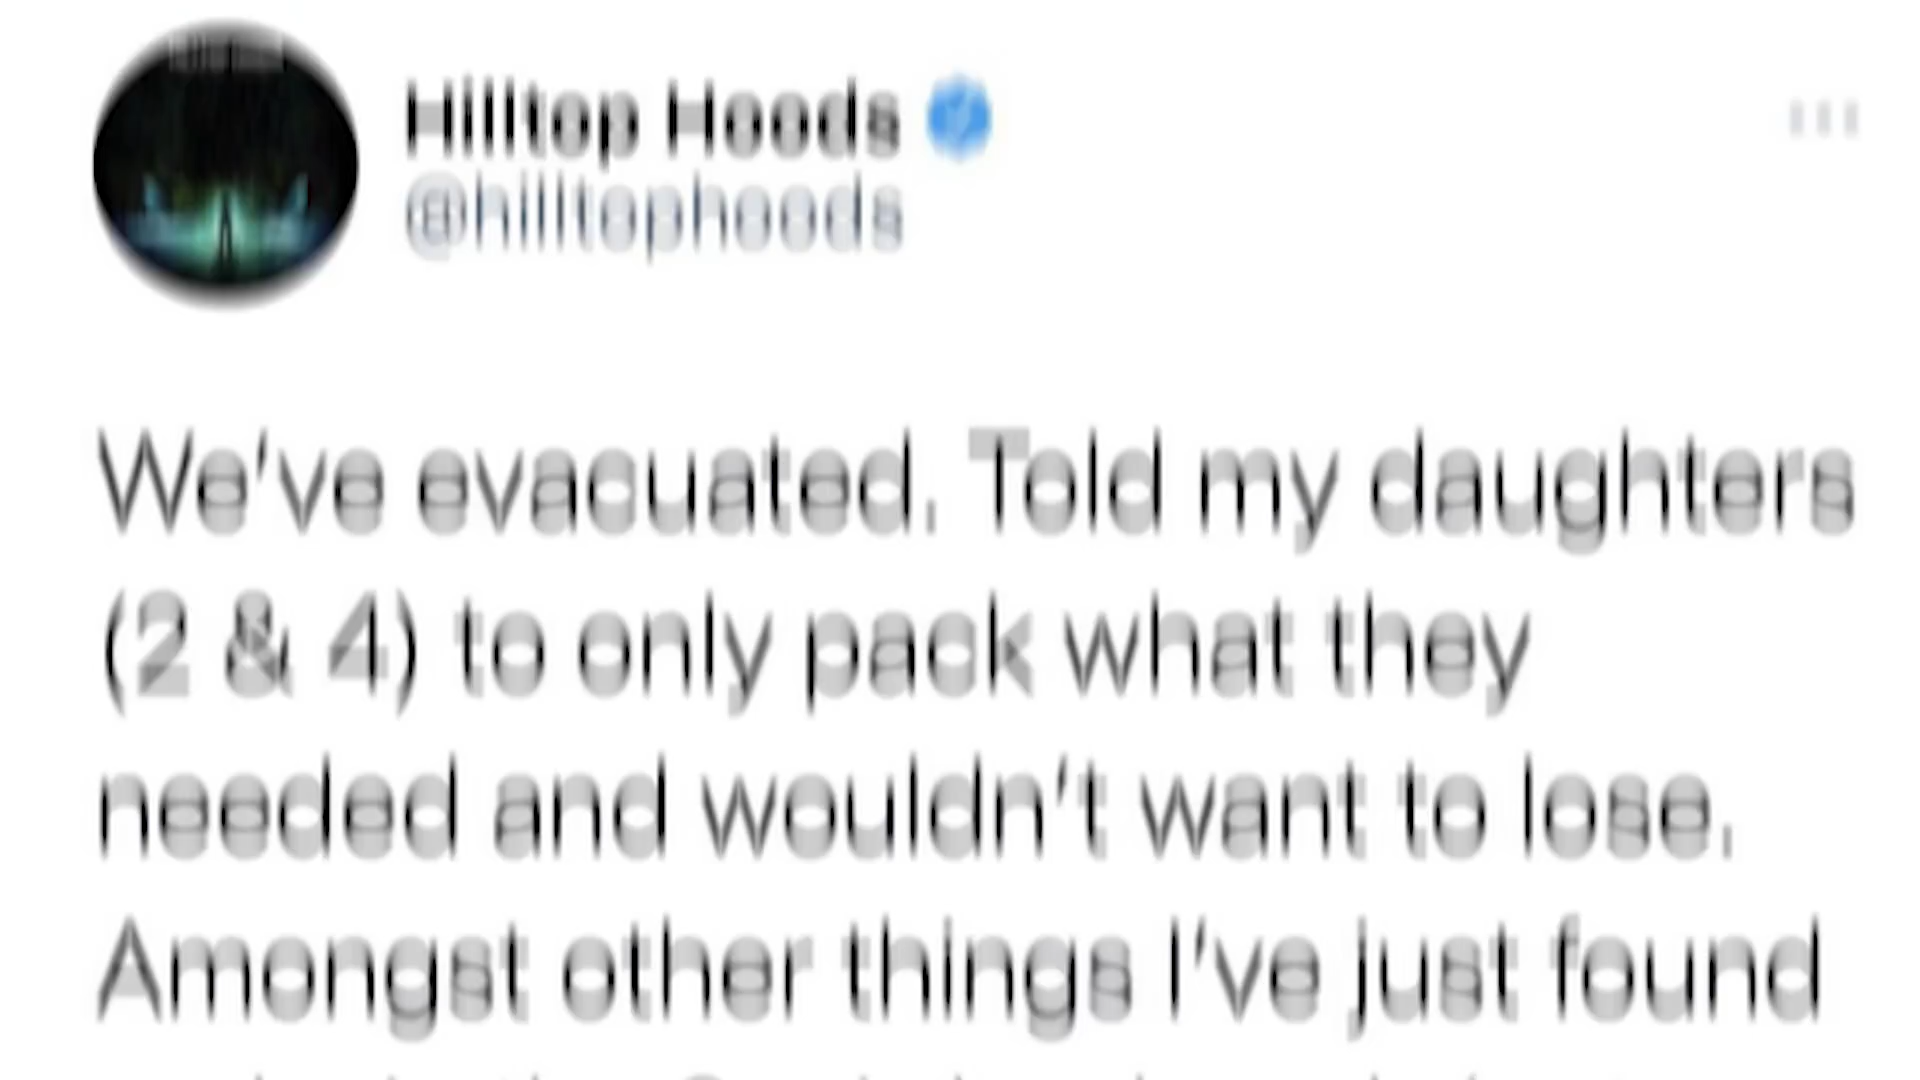 Hilltop Hoods
@hilltophoods
We've evacuated. Told my daughters
(2 & 4) to only pack what they
needed and wouldn't want to lose.
Amongst other things I've just found